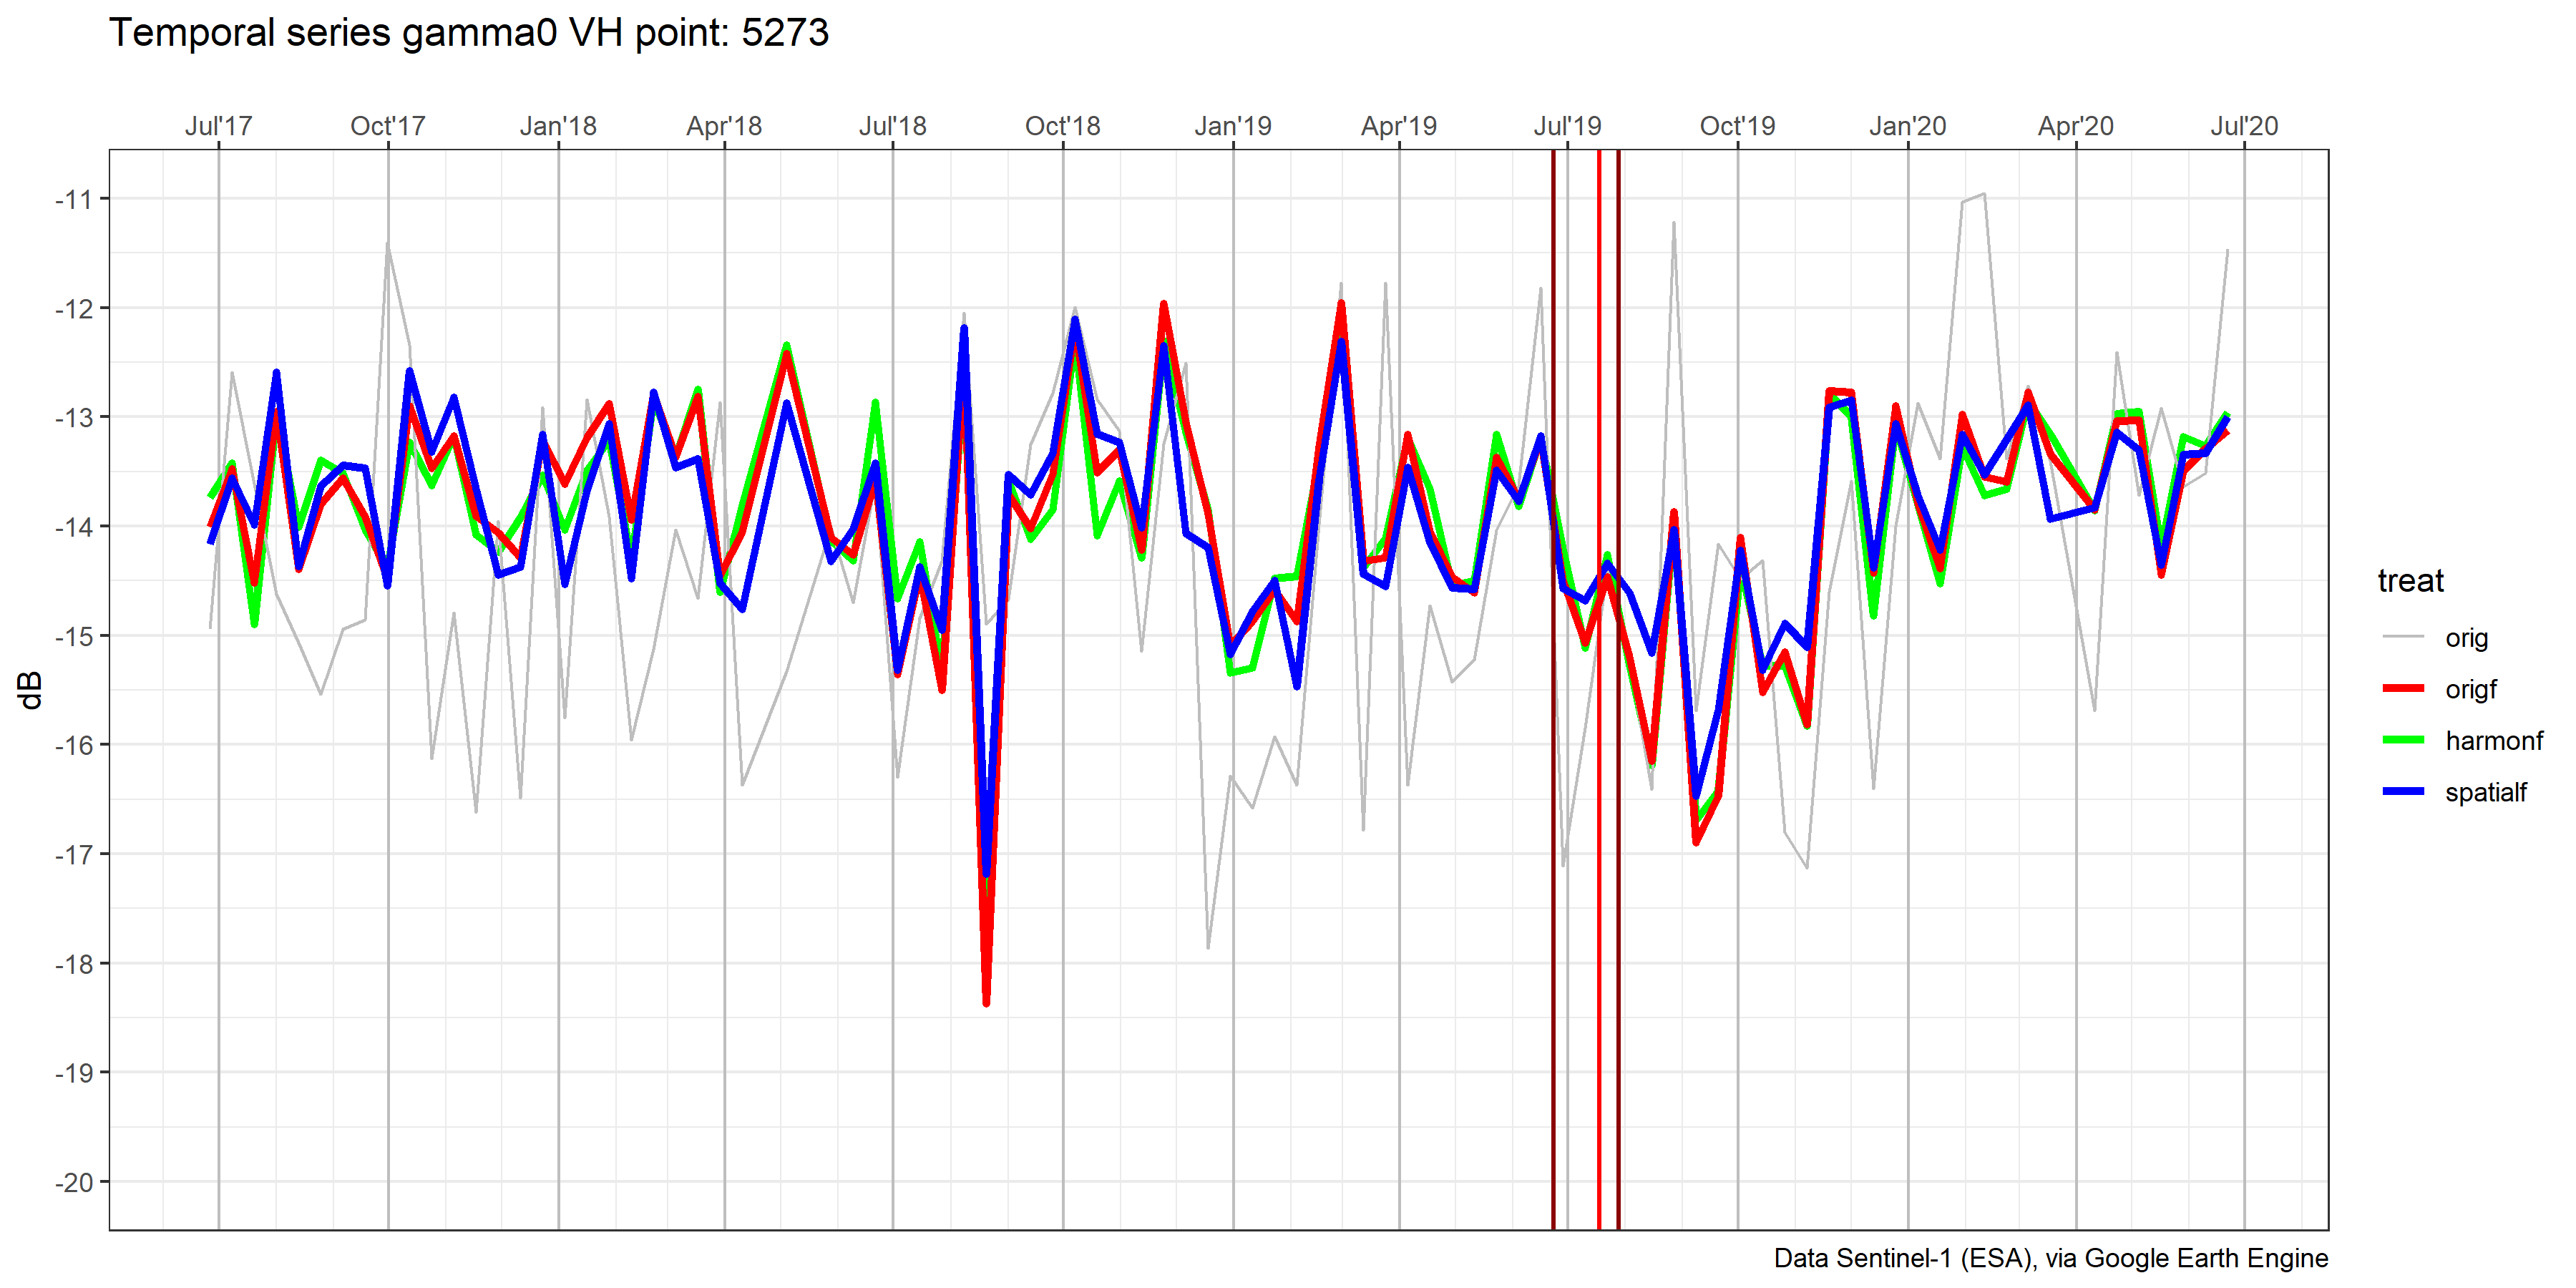 Temporal series gamma0 VH point: 5273
Jul'17 Oct'17 Jan'18 Apr'18 Jul'18 Oct'18 Jan'19 Apr'19 Jul'19 Oct'19 Jan'20 Apr'20 Jul'20
-11
-12
-13
-14
-15
-16
-17
-18
-19
-20
dB
treat
orig
origf
harmonf
spatialf
Data Sentinel-1 (ESA), via Google Earth Engine